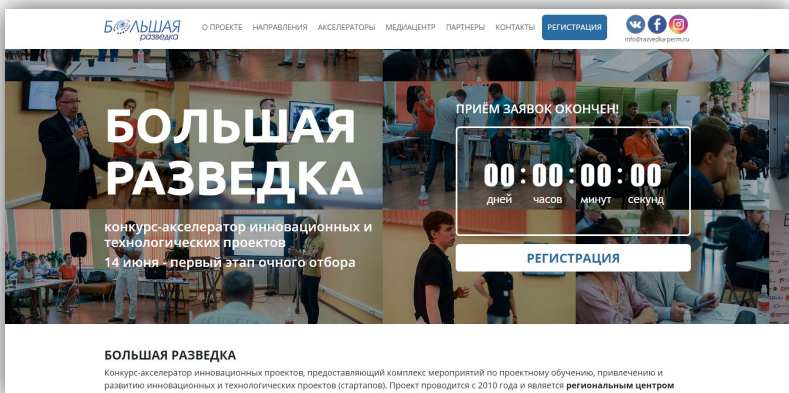 БОЛЬШАЯ
разведка
О ПРОЕКТЕ НАПРАВЛЕНИЯ АКСЕЛЕРАТОРЫ МЕДИАЦЕНТР ПАРТНЕРЫ КОНТАКТЫ РЕГИСТРАЦИЯ
info@razvedka-perm.ru
БОЛЬШАЯ
РАЗВЕДКА
конкурс-акселератор инновационных и
технологических проектов
14 июня - первый этап очного отбора
ПРИЁМ ЗАЯВОК ОКОНЧЕН!
00 : 00 : 00 : 00
дней часов минут секунд
РЕГИСТРАЦИЯ
БОЛЬШАЯ РАЗВЕДКА
Конкурс-акселератор инновационных проектов, предоставляющий комплекс мероприятий по проектному обучению, привлечению и
развитию инновационных и технологических проектов (стартапов). Проект проводится с 2010 года и является региональным центром